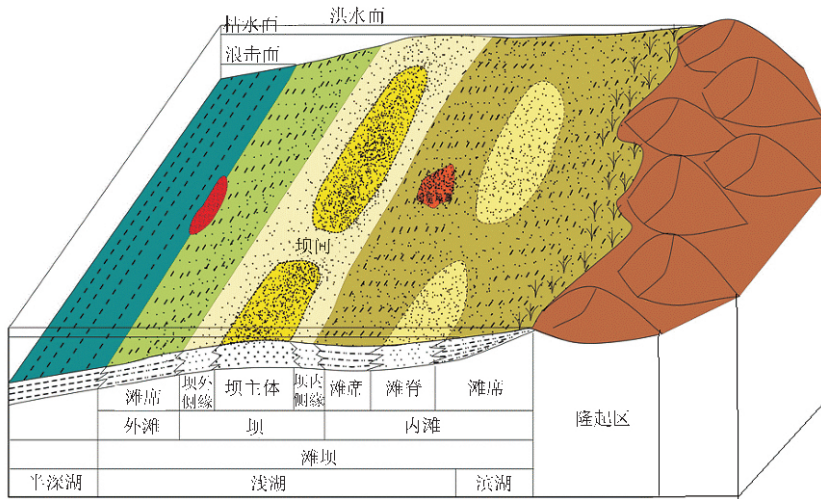 洪水面
枯水面
浪击面
坝间
滩席
坝外
侧緣
坝主体
坝内
侧緣
滩席
滩脊
滩席
外滩
坝
内滩
隆起区
滩坝
半深湖
浅湖
滨湖